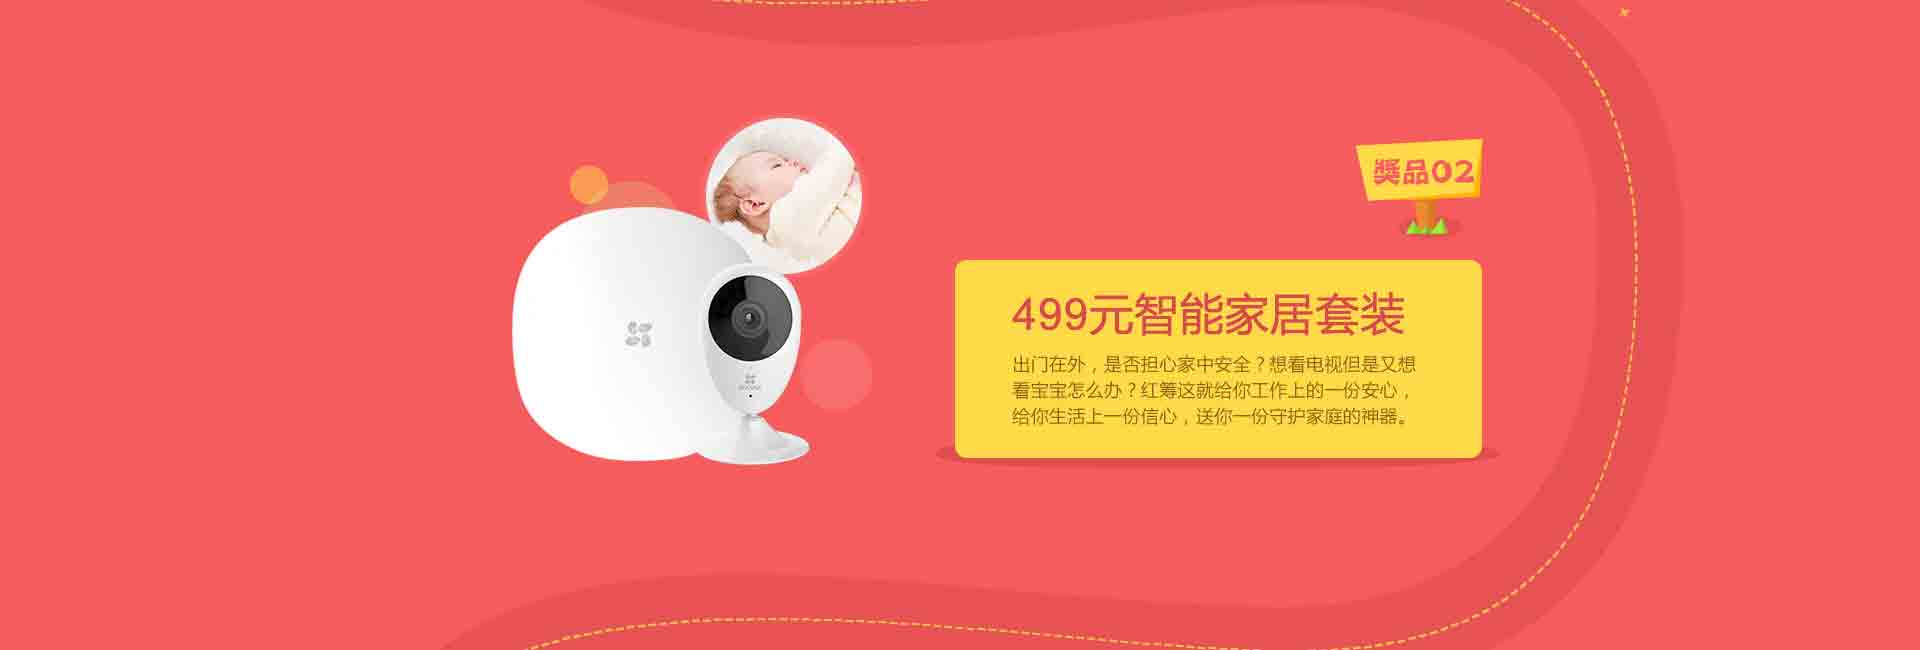 獎品02
499元智能家居套装
出门在外，是否担心家中安全？想看电视但是又想
看宝宝怎么办？红筹这就给你工作上的一份安心，
给你生活上一份信心，送你一份守护家庭的神器。